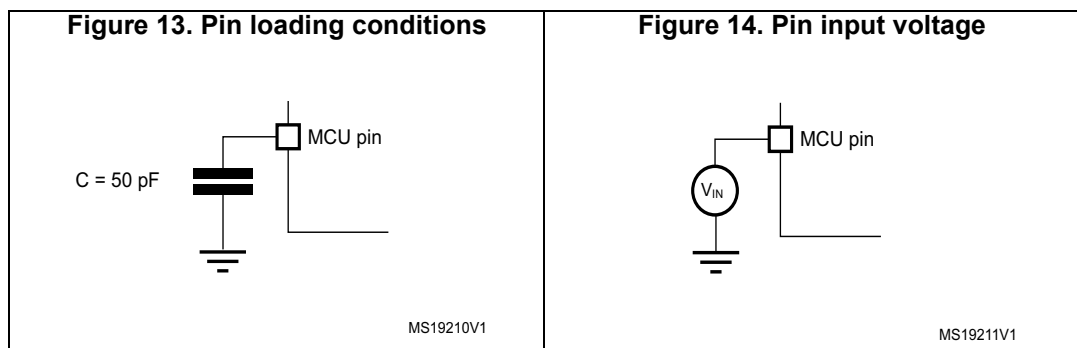 Figure 13. Pin loading conditions
MCU pin
C = 50 pF
MS19210V1
Figure 14. Pin input voltage
MCU pin
VIN
MS19211V1